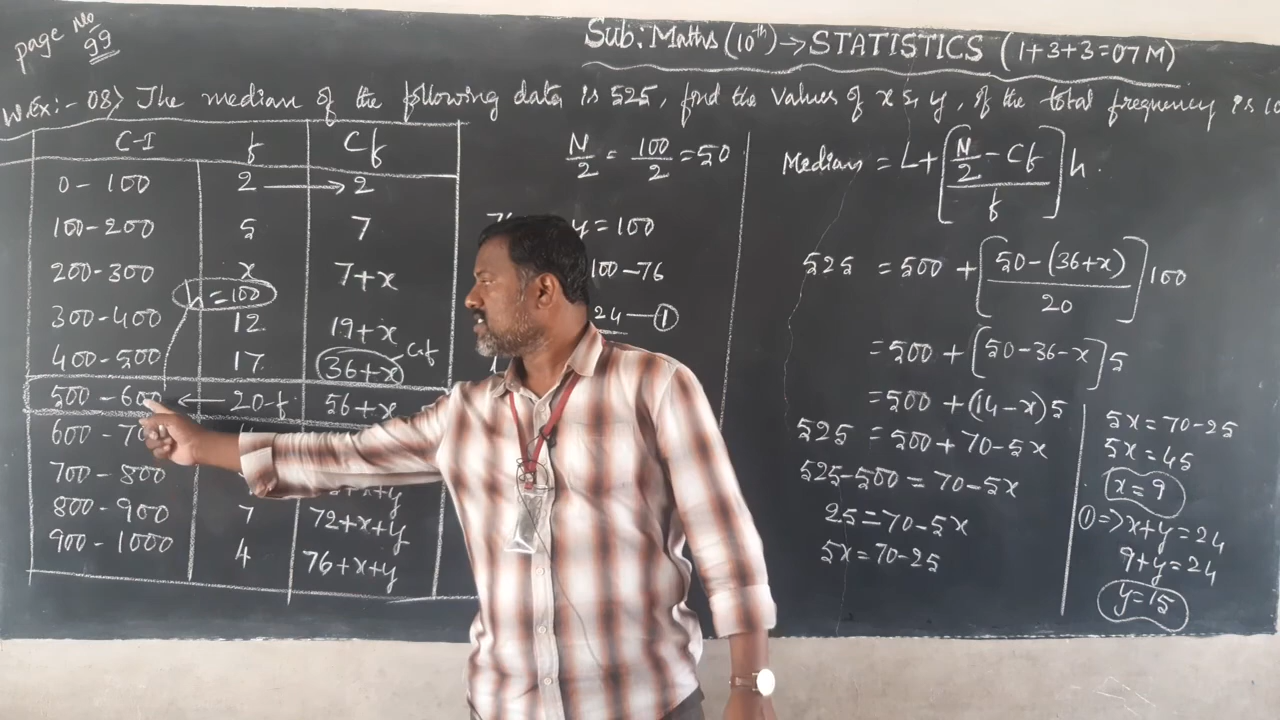 page No 99
Sub: Maths (10th) → STATISTICS (1+3+3=07M)
W.Ex:- 08) The median of the following data is 525, find the values of x & y, if the total frequency is 10
C-I f Cf
0-100 2 → 2
100-200 5 7
200-300 x 7+x
h=100
300-400 12 19+x
400-500 17 36+x Cf
500-600 ← 20-f 56+x
600-70
700-800 +x+y
800-900 7 72+x+y
900-1000 4 76+x+y
N/2 = 100/2 = 50
y=100
100-76
24 — ①
Median = L + [(N/2 - Cf)/f] h.
525 = 500 + [(50-(36+x))/20] 100
= 500 + [50-36-x] 5
= 500 + (14-x) 5
525 = 500 + 70 - 5x
525-500 = 70-5x
25 = 70-5x
5x = 70-25
5x = 70-25
5x = 45
x = 9
① => x+y=24
9+y=24
y=15